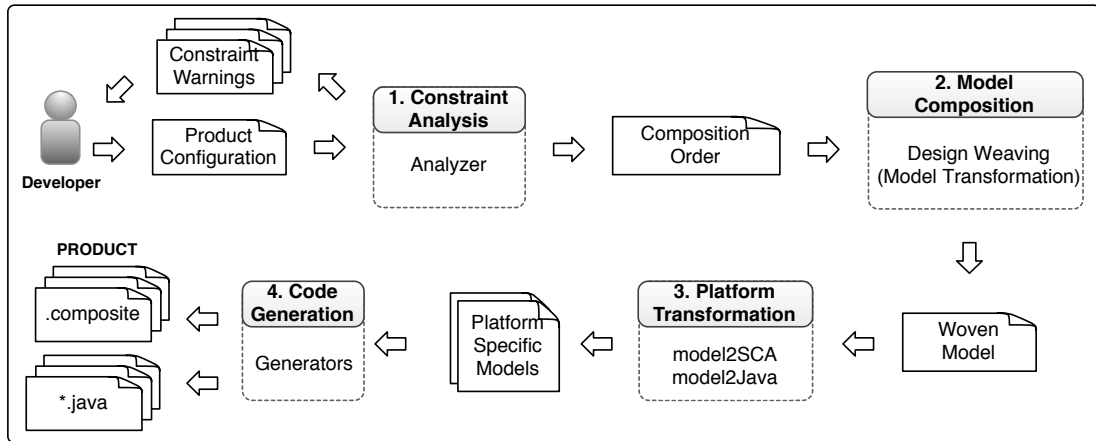 Constraint
Warnings
Developer
Product
Configuration
1. Constraint
Analysis
Analyzer
Composition
Order
2. Model
Composition
Design Weaving
(Model Transformation)
PRODUCT
.composite
*.java
4. Code
Generation
Generators
Platform
Specific
Models
3. Platform
Transformation
model2SCA
model2Java
Woven
Model